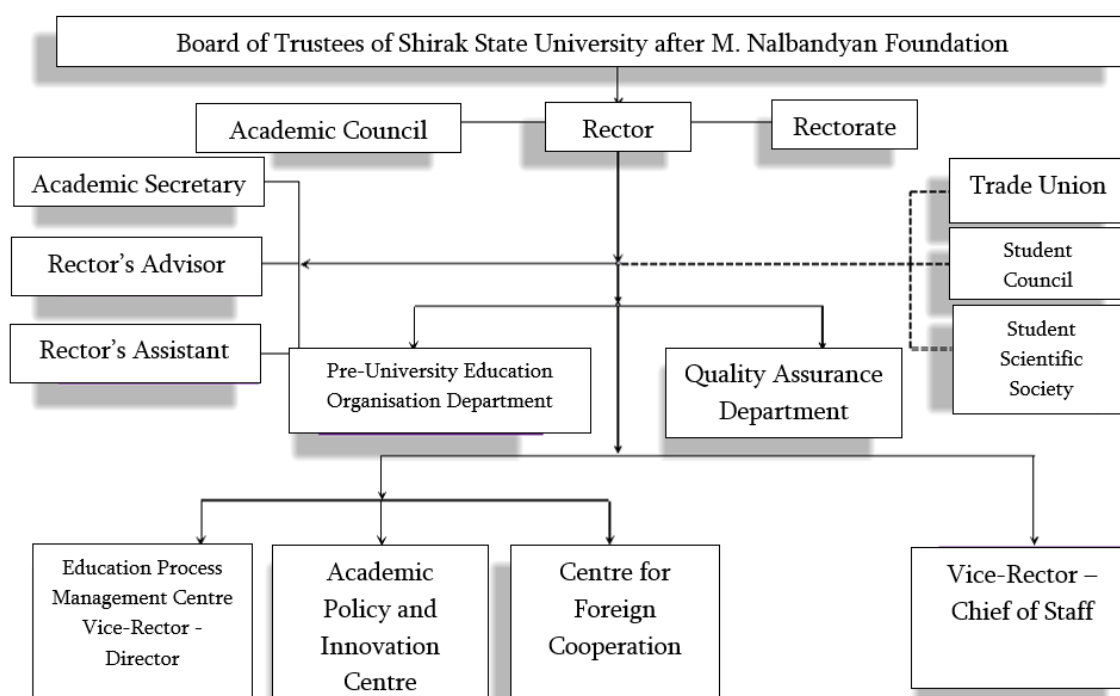 Board of Trustees of Shirak State University after M. Nalbandyan Foundation
Academic Council
Rector
Rectorate
Academic Secretary
Trade Union
Rector's Advisor
Student
Council
Rector's Assistant
Student
Scientific
Society
Pre-University Education
Organisation Department
Quality Assurance
Department
Education Process
Management Centre
Vice-Rector -
Director
Academic
Policy and
Innovation
Centre
Centre for
Foreign
Cooperation
Vice-Rector –
Chief of Staff